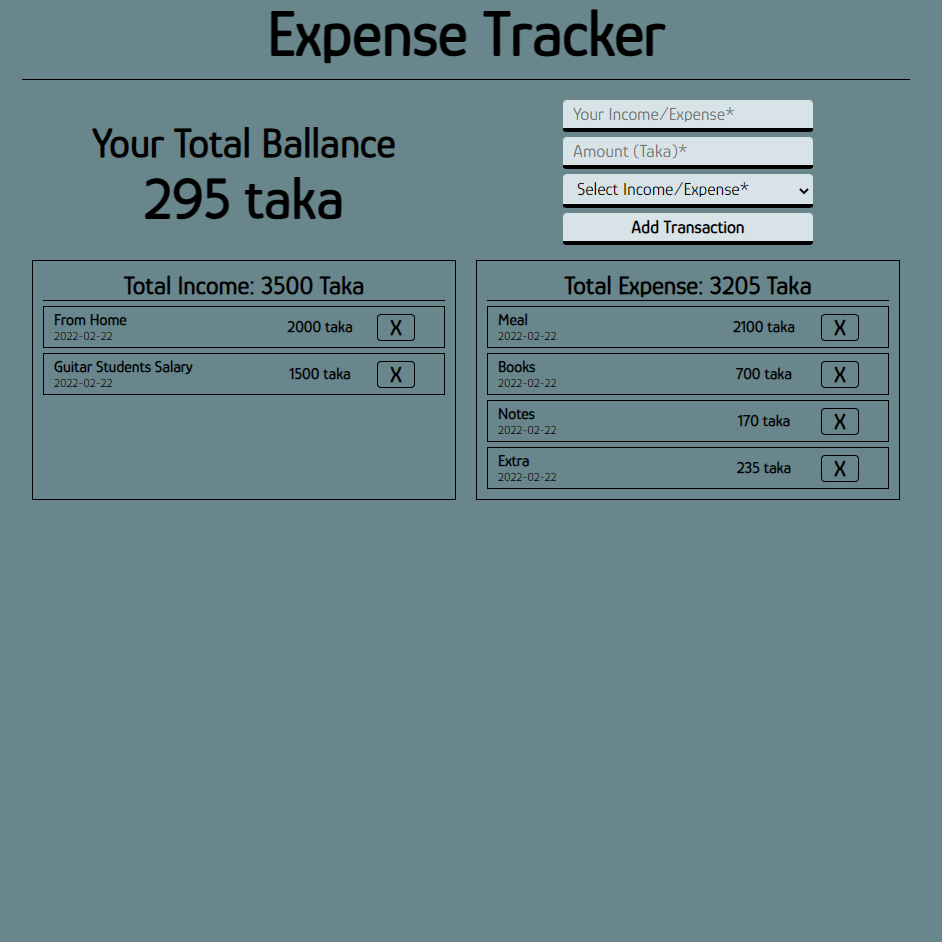 Expense Tracker
Your Total Ballance
295 taka
Your Income/Expense*
Amount (Taka)*
Select Income/Expense*
Add Transaction
Total Income: 3500 Taka
From Home
2022-02-22
2000 taka
X
Guitar Students Salary
2022-02-22
1500 taka
X
Total Expense: 3205 Taka
Meal
2022-02-22
2100 taka
X
Books
2022-02-22
700 taka
X
Notes
2022-02-22
170 taka
X
Extra
2022-02-22
235 taka
X